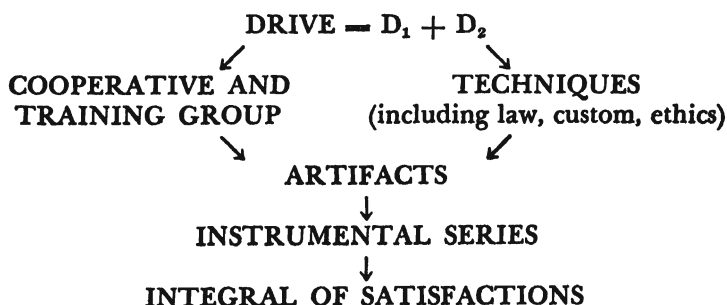 DRIVE = D₁ + D₂
COOPERATIVE AND
TRAINING GROUP
TECHNIQUES
(including law, custom, ethics)
ARTIFACTS
INSTRUMENTAL SERIES
INTEGRAL OF SATISFACTIONS